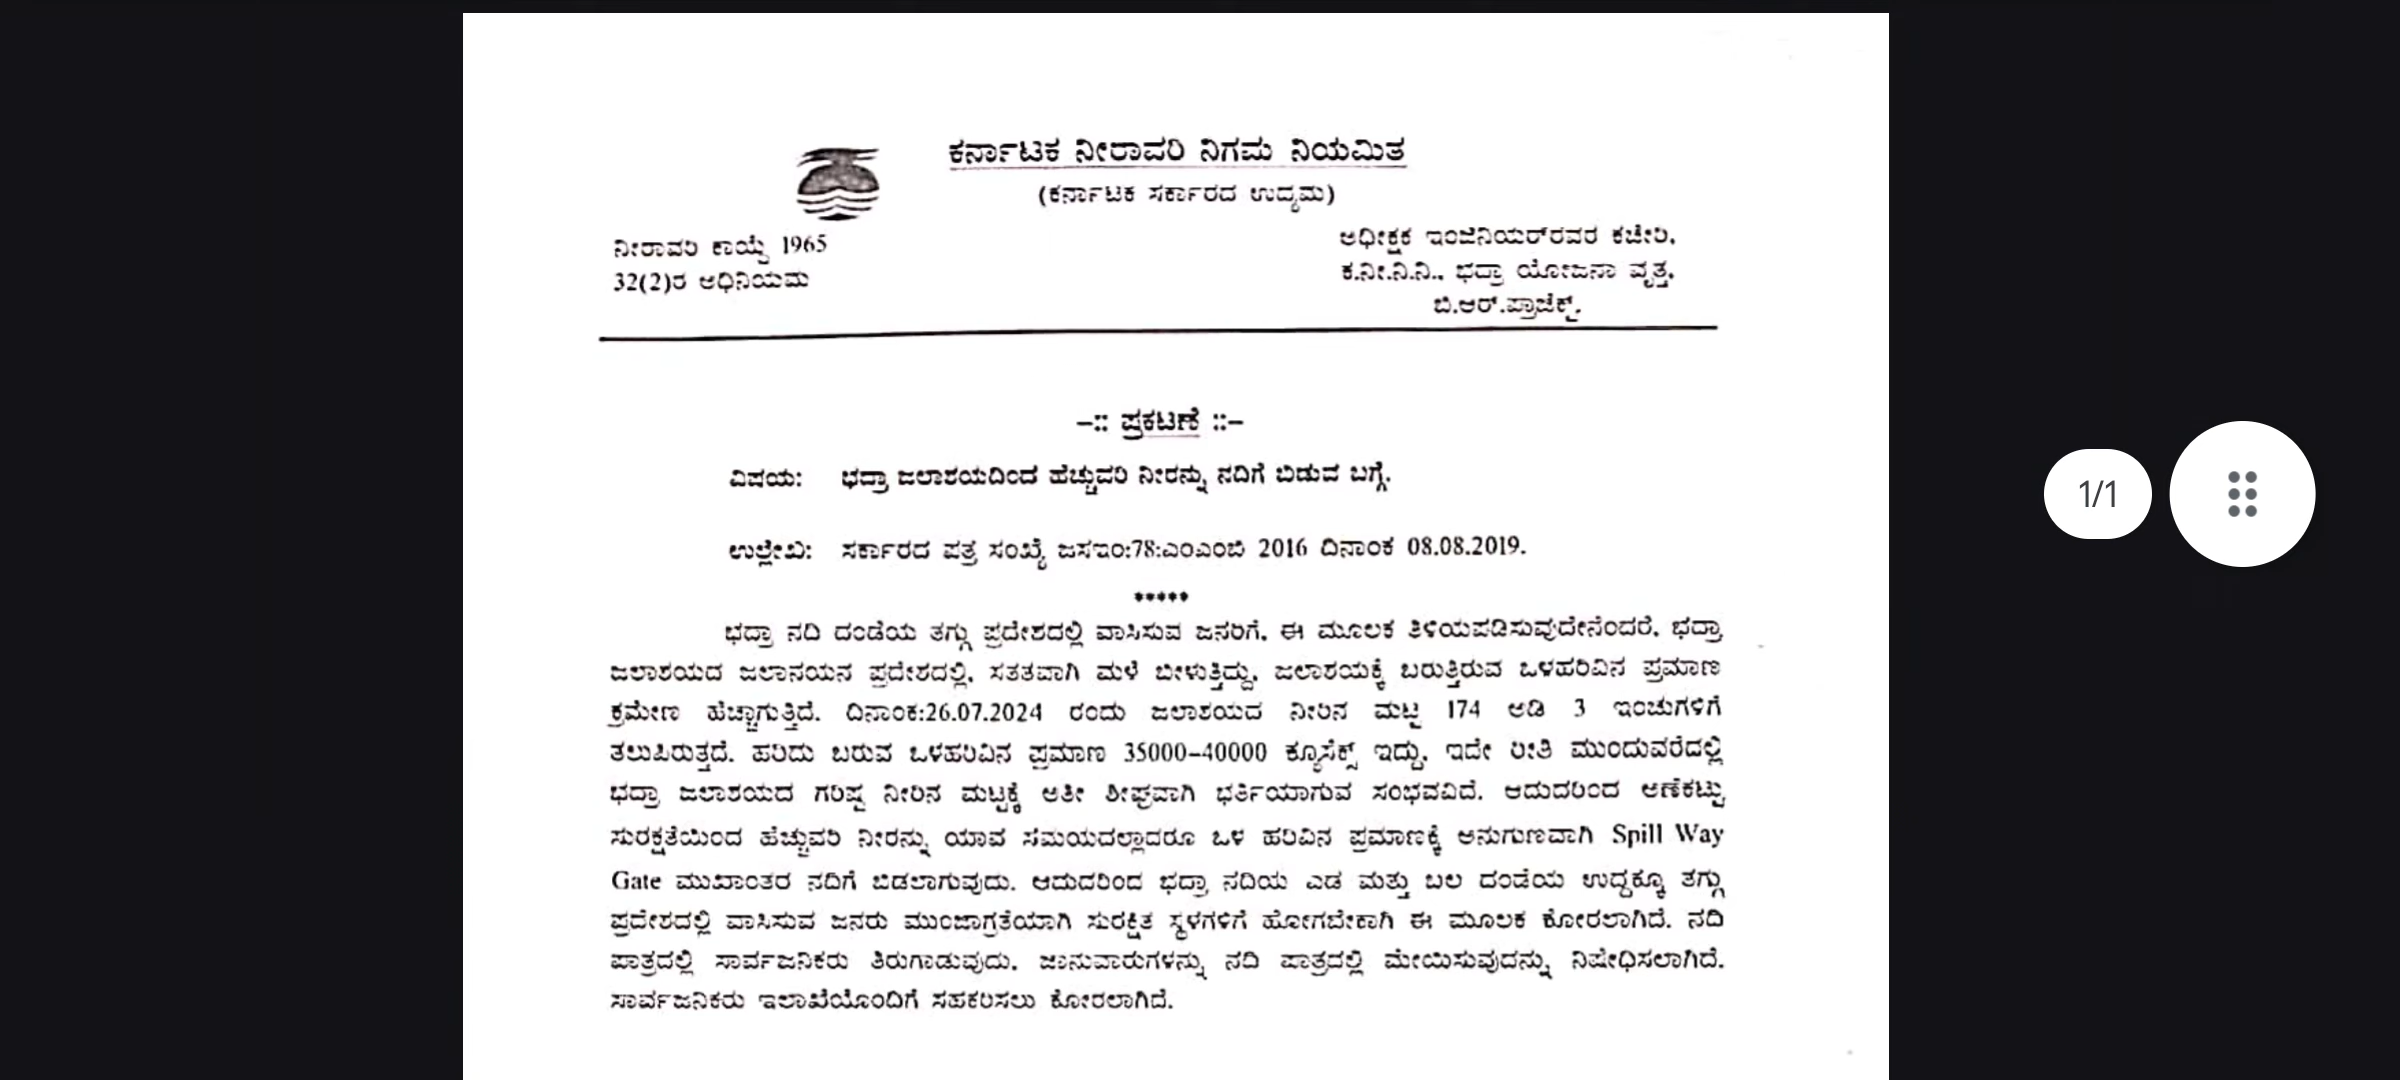 ಕರ್ನಾಟಕ ನೀರಾವರಿ ನಿಗಮ ನಿಯಮಿತ
(ಕರ್ನಾಟಕ ಸರ್ಕಾರದ ಉದ್ಯಮ)
ನೀರಾವರಿ ಕಾಯ್ದೆ 1965
32(2)ರ ಅಧಿನಿಯಮ
ಅಧೀಕ್ಷಕ ಇಂಜಿನಿಯರ್‌ರವರ ಕಚೇರಿ,
ಕ.ನೀ.ನಿ.ನಿ., ಭದ್ರಾ ಯೋಜನಾ ವೃತ್ತ,
ಬಿ.ಆರ್.ಪ್ರಾಜೆಕ್ಟ್.
-:: ಪ್ರಕಟಣೆ ::-
ವಿಷಯ: ಭದ್ರಾ ಜಲಾಶಯದಿಂದ ಹೆಚ್ಚುವರಿ ನೀರನ್ನು ನದಿಗೆ ಬಿಡುವ ಬಗ್ಗೆ.
ಉಲ್ಲೇಖ: ಸರ್ಕಾರದ ಪತ್ರ ಸಂಖ್ಯೆ ಜಸಇಂ:78:ಎಂಎಂಬಿ 2016 ದಿನಾಂಕ 08.08.2019.
*****
ಭದ್ರಾ ನದಿ ದಂಡೆಯ ತಗ್ಗು ಪ್ರದೇಶದಲ್ಲಿ ವಾಸಿಸುವ ಜನರಿಗೆ, ಈ ಮೂಲಕ ತಿಳಿಯಪಡಿಸುವುದೇನೆಂದರೆ, ಭದ್ರಾ
ಜಲಾಶಯದ ಜಲಾನಯನ ಪ್ರದೇಶದಲ್ಲಿ, ಸತತವಾಗಿ ಮಳೆ ಬೀಳುತ್ತಿದ್ದು, ಜಲಾಶಯಕ್ಕೆ ಬರುತ್ತಿರುವ ಒಳಹರಿವಿನ ಪ್ರಮಾಣ
ಕ್ರಮೇಣ ಹೆಚ್ಚಾಗುತ್ತಿದೆ. ದಿನಾಂಕ:26.07.2024 ರಂದು ಜಲಾಶಯದ ನೀರಿನ ಮಟ್ಟ 174 ಅಡಿ 3 ಇಂಚುಗಳಿಗೆ
ತಲುಪಿರುತ್ತದೆ. ಹರಿದು ಬರುವ ಒಳಹರಿವಿನ ಪ್ರಮಾಣ 35000-40000 ಕ್ಯೂಸೆಕ್ಸ್ ಇದ್ದು, ಇದೇ ರೀತಿ ಮುಂದುವರೆದಲ್ಲಿ
ಭದ್ರಾ ಜಲಾಶಯದ ಗರಿಷ್ಠ ನೀರಿನ ಮಟ್ಟಕ್ಕೆ ಅತೀ ಶೀಘ್ರವಾಗಿ ಭರ್ತಿಯಾಗುವ ಸಂಭವವಿದೆ. ಆದುದರಿಂದ ಅಣೆಕಟ್ಟು
ಸುರಕ್ಷತೆಯಿಂದ ಹೆಚ್ಚುವರಿ ನೀರನ್ನು ಯಾವ ಸಮಯದಲ್ಲಾದರೂ ಒಳ ಹರಿವಿನ ಪ್ರಮಾಣಕ್ಕೆ ಅನುಗುಣವಾಗಿ Spill Way
Gate ಮುಖಾಂತರ ನದಿಗೆ ಬಿಡಲಾಗುವುದು. ಆದುದರಿಂದ ಭದ್ರಾ ನದಿಯ ಎಡ ಮತ್ತು ಬಲ ದಂಡೆಯ ಉದ್ದಕ್ಕೂ ತಗ್ಗು
ಪ್ರದೇಶದಲ್ಲಿ ವಾಸಿಸುವ ಜನರು ಮುಂಜಾಗ್ರತೆಯಾಗಿ ಸುರಕ್ಷಿತ ಸ್ಥಳಗಳಿಗೆ ಹೋಗಬೇಕಾಗಿ ಈ ಮೂಲಕ ಕೋರಲಾಗಿದೆ. ನದಿ
ಪಾತ್ರದಲ್ಲಿ ಸಾರ್ವಜನಿಕರು ತಿರುಗಾಡುವುದು, ಜಾನುವಾರುಗಳನ್ನು ನದಿ ಪಾತ್ರದಲ್ಲಿ ಮೇಯಿಸುವುದನ್ನು ನಿಷೇಧಿಸಲಾಗಿದೆ.
ಸಾರ್ವಜನಿಕರು ಇಲಾಖೆಯೊಂದಿಗೆ ಸಹಕರಿಸಲು ಕೋರಲಾಗಿದೆ.
1/1